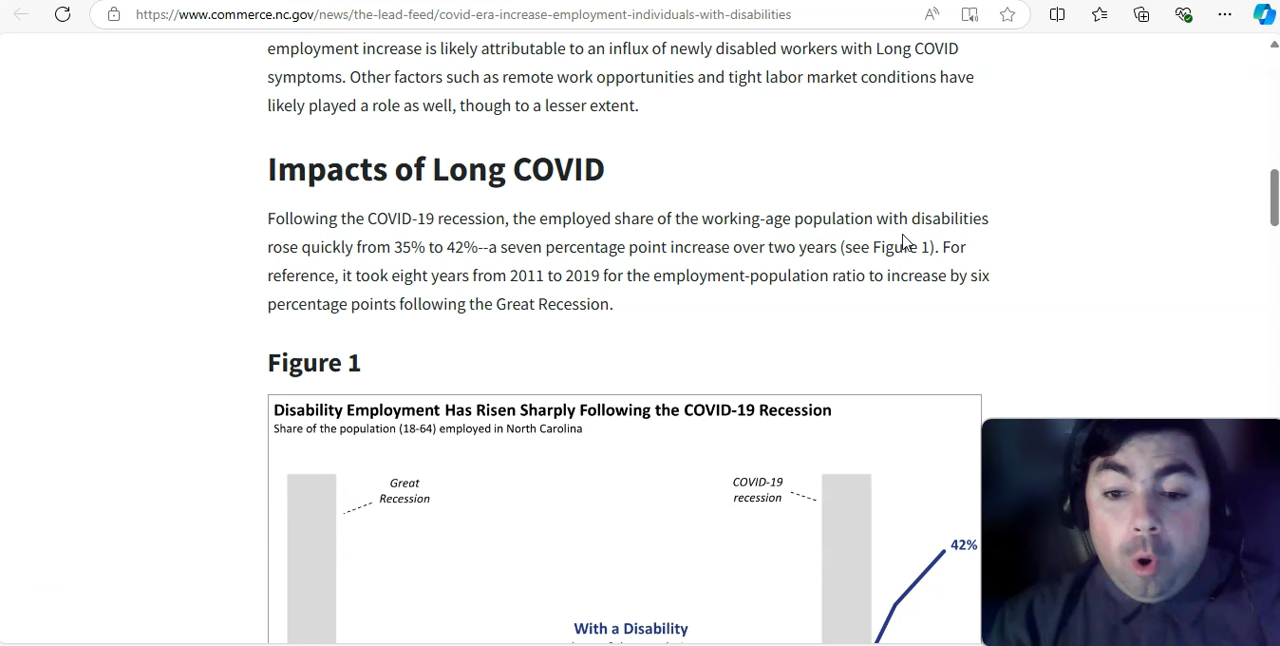 https://www.commerce.nc.gov/news/the-lead-feed/covid-era-increase-employment-individuals-with-disabilities
employment increase is likely attributable to an influx of newly disabled workers with Long COVID
symptoms. Other factors such as remote work opportunities and tight labor market conditions have
likely played a role as well, though to a lesser extent.
Impacts of Long COVID
Following the COVID-19 recession, the employed share of the working-age population with disabilities
rose quickly from 35% to 42%--a seven percentage point increase over two years (see Figure 1). For
reference, it took eight years from 2011 to 2019 for the employment-population ratio to increase by six
percentage points following the Great Recession.
Figure 1
Disability Employment Has Risen Sharply Following the COVID-19 Recession
Share of the population (18-64) employed in North Carolina
Great
Recession
COVID-19
recession
42%
With a Disability